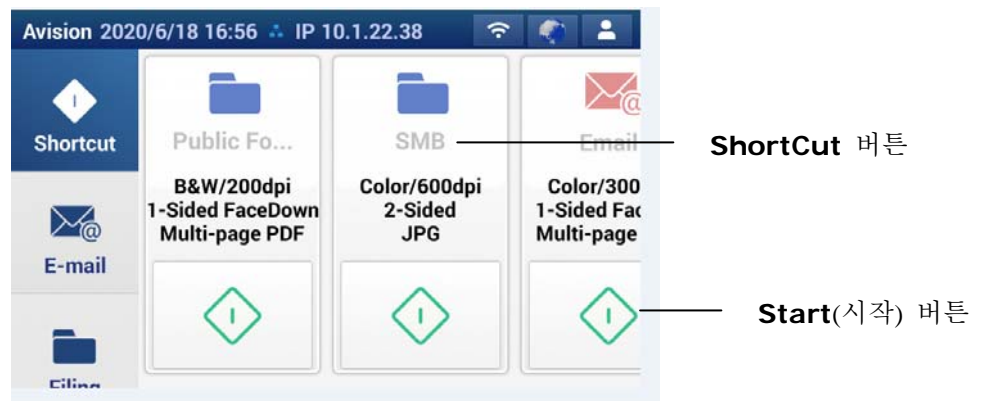 Avision 2020/6/18 16:56 IP 10.1.22.38
Shortcut
E-mail
Filing
Public Fo...
B&W/200dpi
1-Sided FaceDown
Multi-page PDF
SMB
Color/600dpi
2-Sided
JPG
Email
Color/300
1-Sided Fac
Multi-page
ShortCut 버튼
Start(시작) 버튼